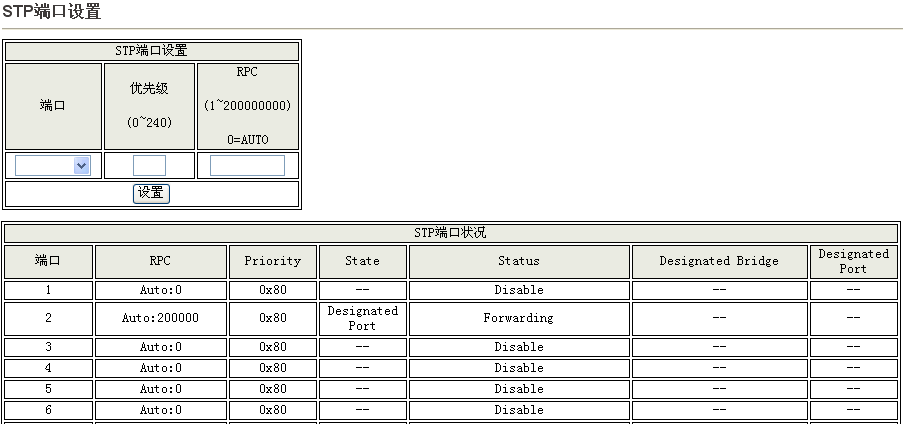 STP端口设置
STP端口设置
端口 优先级 (0~240) RPC (1~200000000) 0=AUTO
设置
STP端口状况
端口 RPC Priority State Status Designated Bridge Designated Port
1 Auto:0 0x80 -- Disable -- --
2 Auto:200000 0x80 Designated Port Forwarding -- --
3 Auto:0 0x80 -- Disable -- --
4 Auto:0 0x80 -- Disable -- --
5 Auto:0 0x80 -- Disable -- --
6 Auto:0 0x80 -- Disable -- --